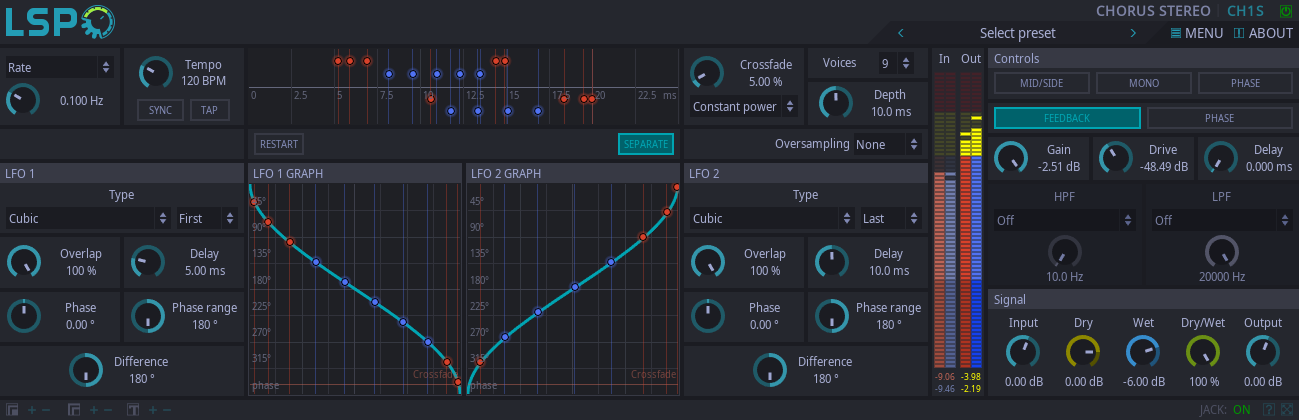 LSP
CHORUS STEREO CH1S
Select preset
MENU
ABOUT
Rate
0.100 Hz
Tempo
120 BPM
SYNC
TAP
0 2.5 5 7.5 10 12.5 15 17.5 20 22.5 ms
Crossfade
5.00 %
Constant power
Voices 9
Depth
10.0 ms
RESTART
SEPARATE
Oversampling None
In Out
-9.06 -3.98
-9.46 -2.19
Controls
MID/SIDE
MONO
PHASE
FEEDBACK
PHASE
Gain
-2.51 dB
Drive
-48.49 dB
Delay
0.000 ms
HPF
LPF
Off
Off
10.0 Hz
20000 Hz
Signal
Input
Dry
Wet
Dry/Wet
Output
0.00 dB
0.00 dB
-6.00 dB
100 %
0.00 dB
LFO 1
Type
Cubic
First
Overlap
100 %
Delay
5.00 ms
Phase
0.00 °
Phase range
180 °
Difference
180 °
LFO 1 GRAPH
45°
90°
135°
180°
225°
270°
315°
phase
Crossfade
LFO 2 GRAPH
45°
90°
135°
180°
225°
270°
315°
phase
Crossfade
LFO 2
Type
Cubic
Last
Overlap
100 %
Delay
10.0 ms
Phase
0.00 °
Phase range
180 °
Difference
180 °
JACK: ON